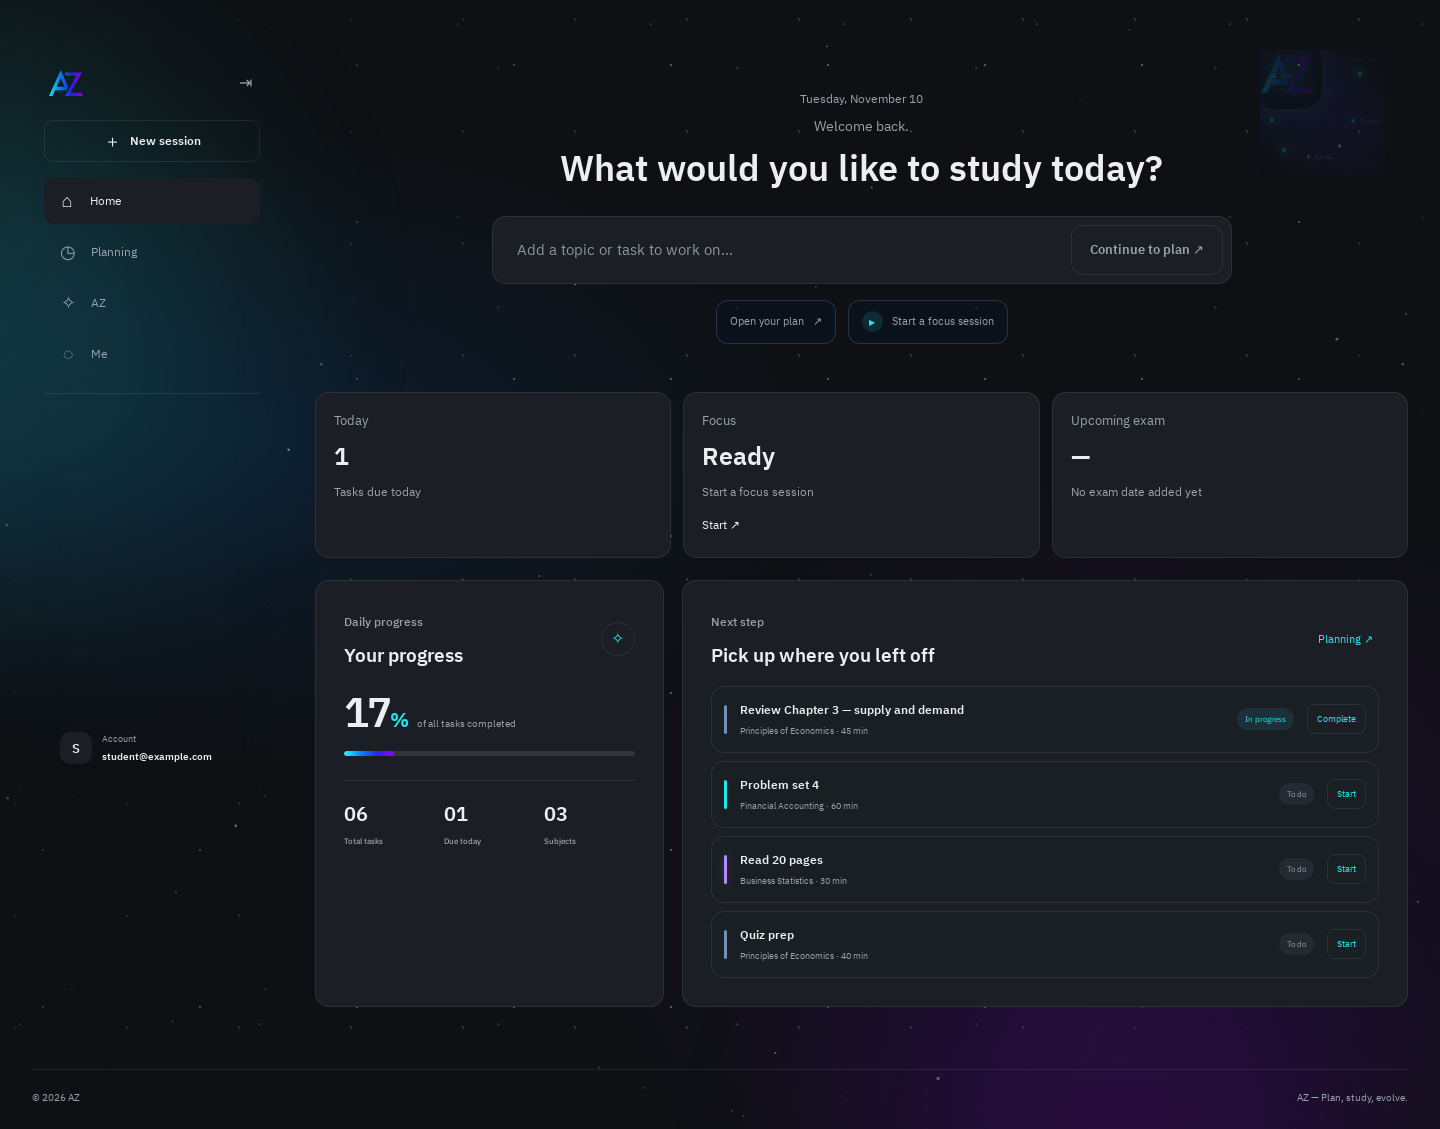 AZ
⇥
Tuesday, November 10
Welcome back.
What would you like to study today?
+ New session
Home
Planning
AZ
Me
Add a topic or task to work on...
Continue to plan ↗
Open your plan ↗
Start a focus session
Today
1
Tasks due today
Focus
Ready
Start a focus session
Start ↗
Upcoming exam
—
No exam date added yet
Daily progress
Your progress
17% of all tasks completed
06
Total tasks
01
Due today
03
Subjects
Next step
Pick up where you left off
Planning ↗
Review Chapter 3 — supply and demand
Principles of Economics · 45 min
In progress
Complete
Problem set 4
Financial Accounting · 60 min
To do
Start
Read 20 pages
Business Statistics · 30 min
To do
Start
Quiz prep
Principles of Economics · 40 min
To do
Start
S
Account
student@example.com
© 2026 AZ
AZ — Plan, study, evolve.